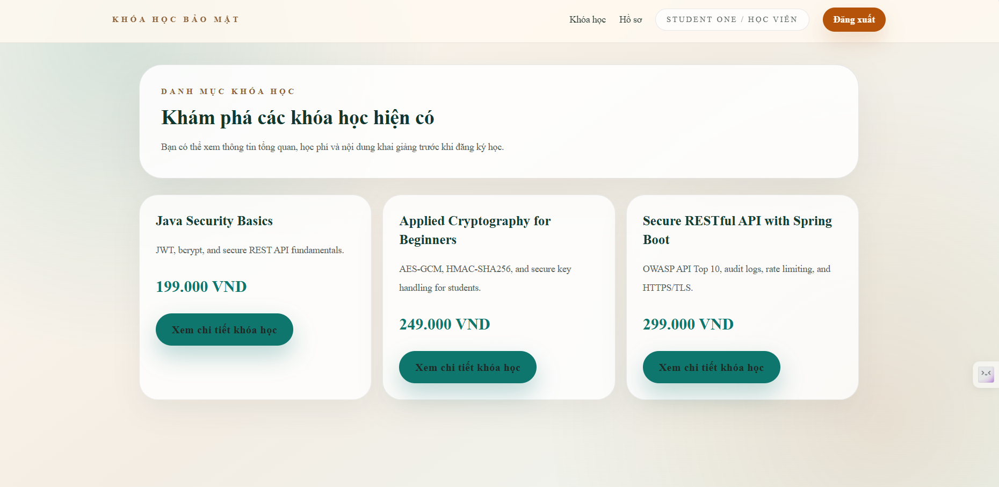 KHÓA HỌC BẢO MẬT
Khóa học
Hồ sơ
STUDENT ONE / HỌC VIÊN
Đăng xuất
DANH MỤC KHÓA HỌC
Khám phá các khóa học hiện có
Bạn có thể xem thông tin tổng quan, học phí và nội dung khai giảng trước khi đăng ký học.
Java Security Basics
JWT, bcrypt, and secure REST API fundamentals.
199.000 VND
Xem chi tiết khóa học
Applied Cryptography for
Beginners
AES-GCM, HMAC-SHA256, and secure key
handling for students.
249.000 VND
Xem chi tiết khóa học
Secure RESTful API with Spring
Boot
OWASP API Top 10, audit logs, rate limiting, and
HTTPS/TLS.
299.000 VND
Xem chi tiết khóa học